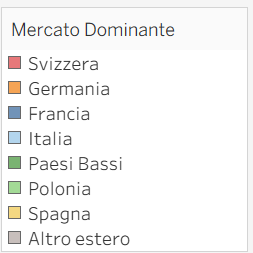 Mercato Dominante
Svizzera
Germania
Francia
Italia
Paesi Bassi
Polonia
Spagna
Altro estero